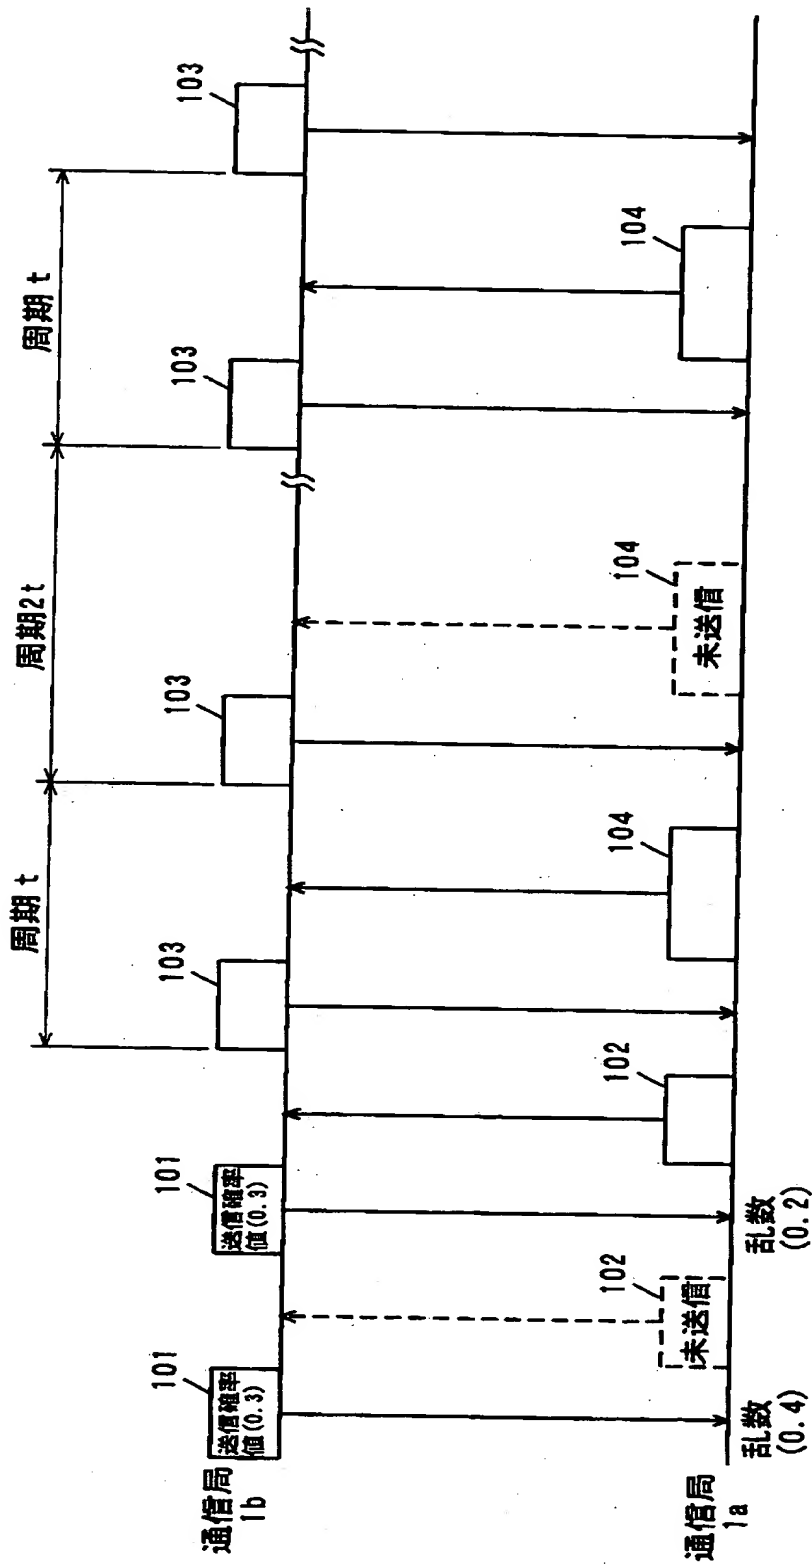 周期 t
周期2t
周期 t
103
103
103
103
101
送信確率
値(0.3)
101
送信確率
値(0.3)
通信局
1b
102
未送信
102
104
104
未送信
104
通信局
1a
乱数
(0.4)
乱数
(0.2)